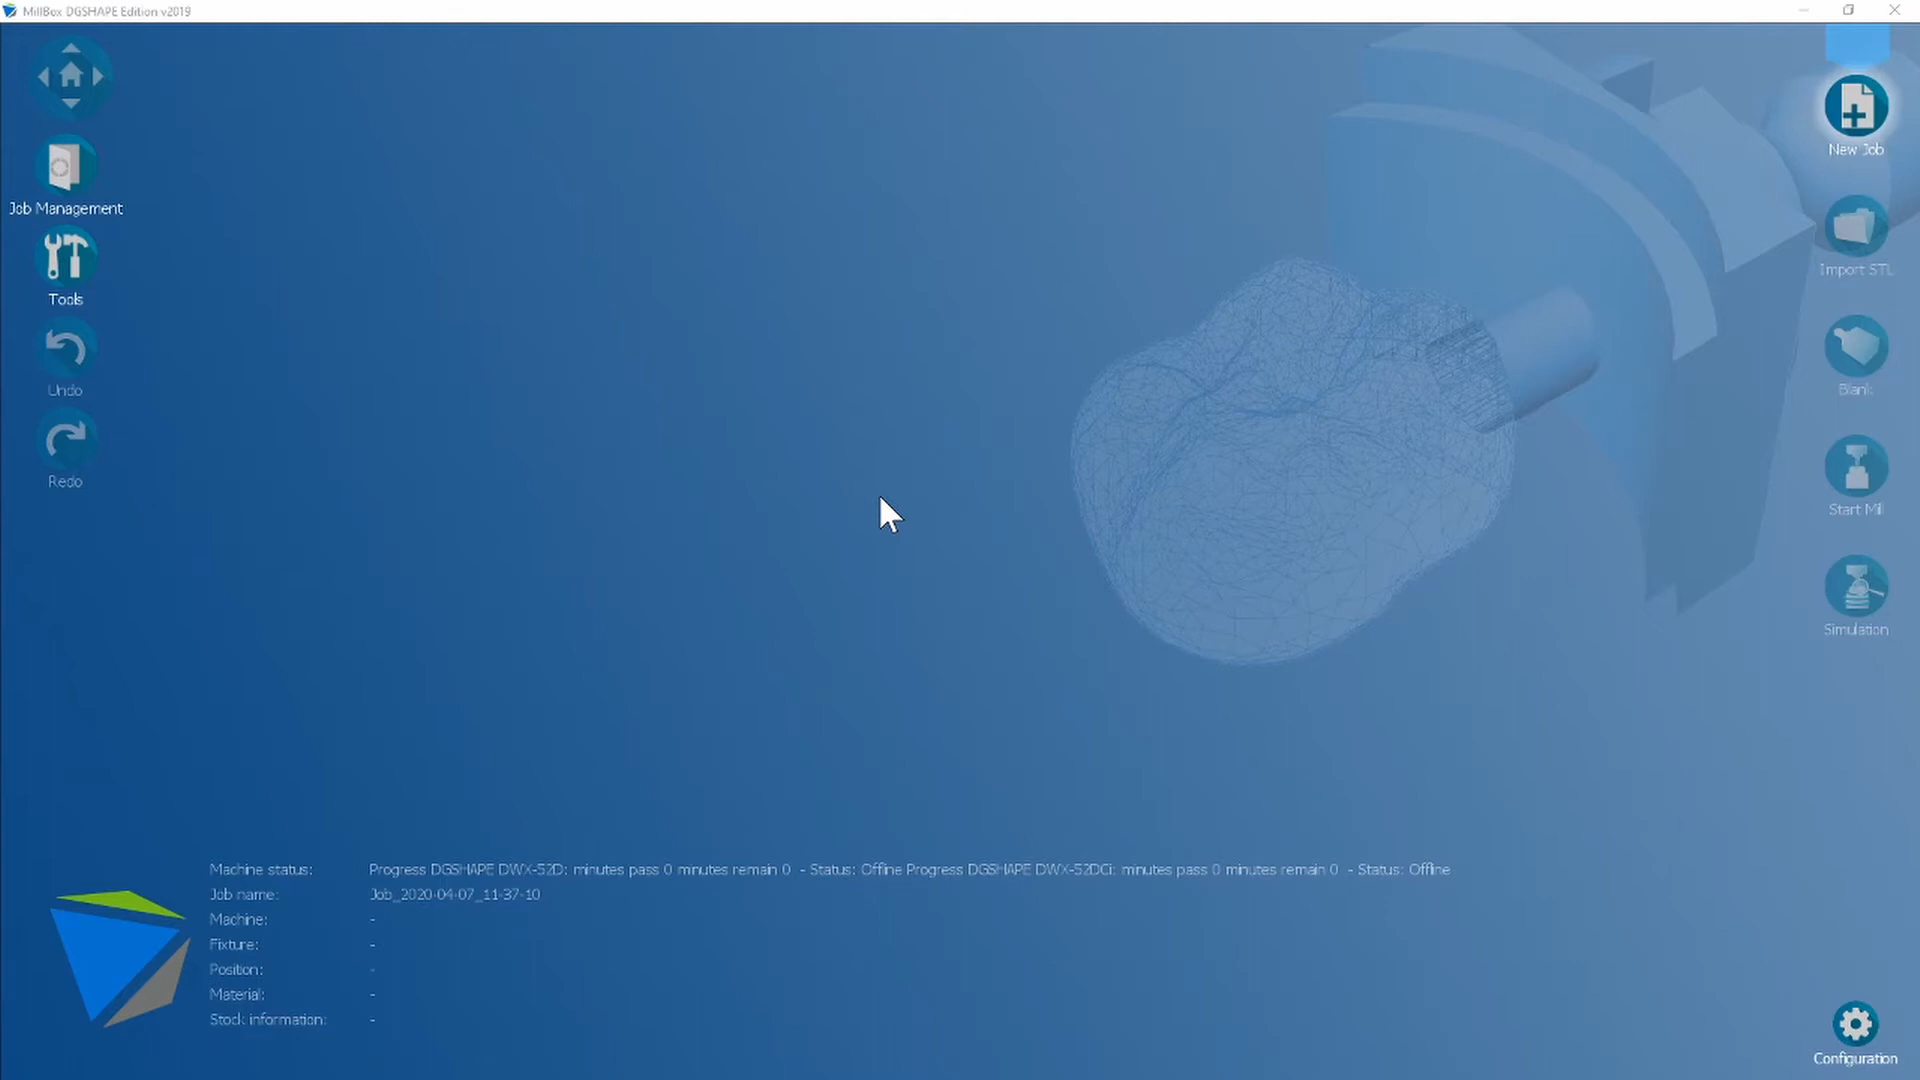 MillBox DGSHAPE Edition v2019
New Job
Job Management
Import STL
Tools
Undo
Blank
Redo
Start Mill
Simulation
Machine status: Progress DGSHAPE DWX-52D: minutes pass 0 minutes remain 0 - Status: Offline Progress DGSHAPE DWX-52DCi: minutes pass 0 minutes remain 0 - Status: Offline
Job name: Job_2020-04-07_11-37-10
Machine: -
Fixture: -
Position: -
Material: -
Stock information: -
Configuration